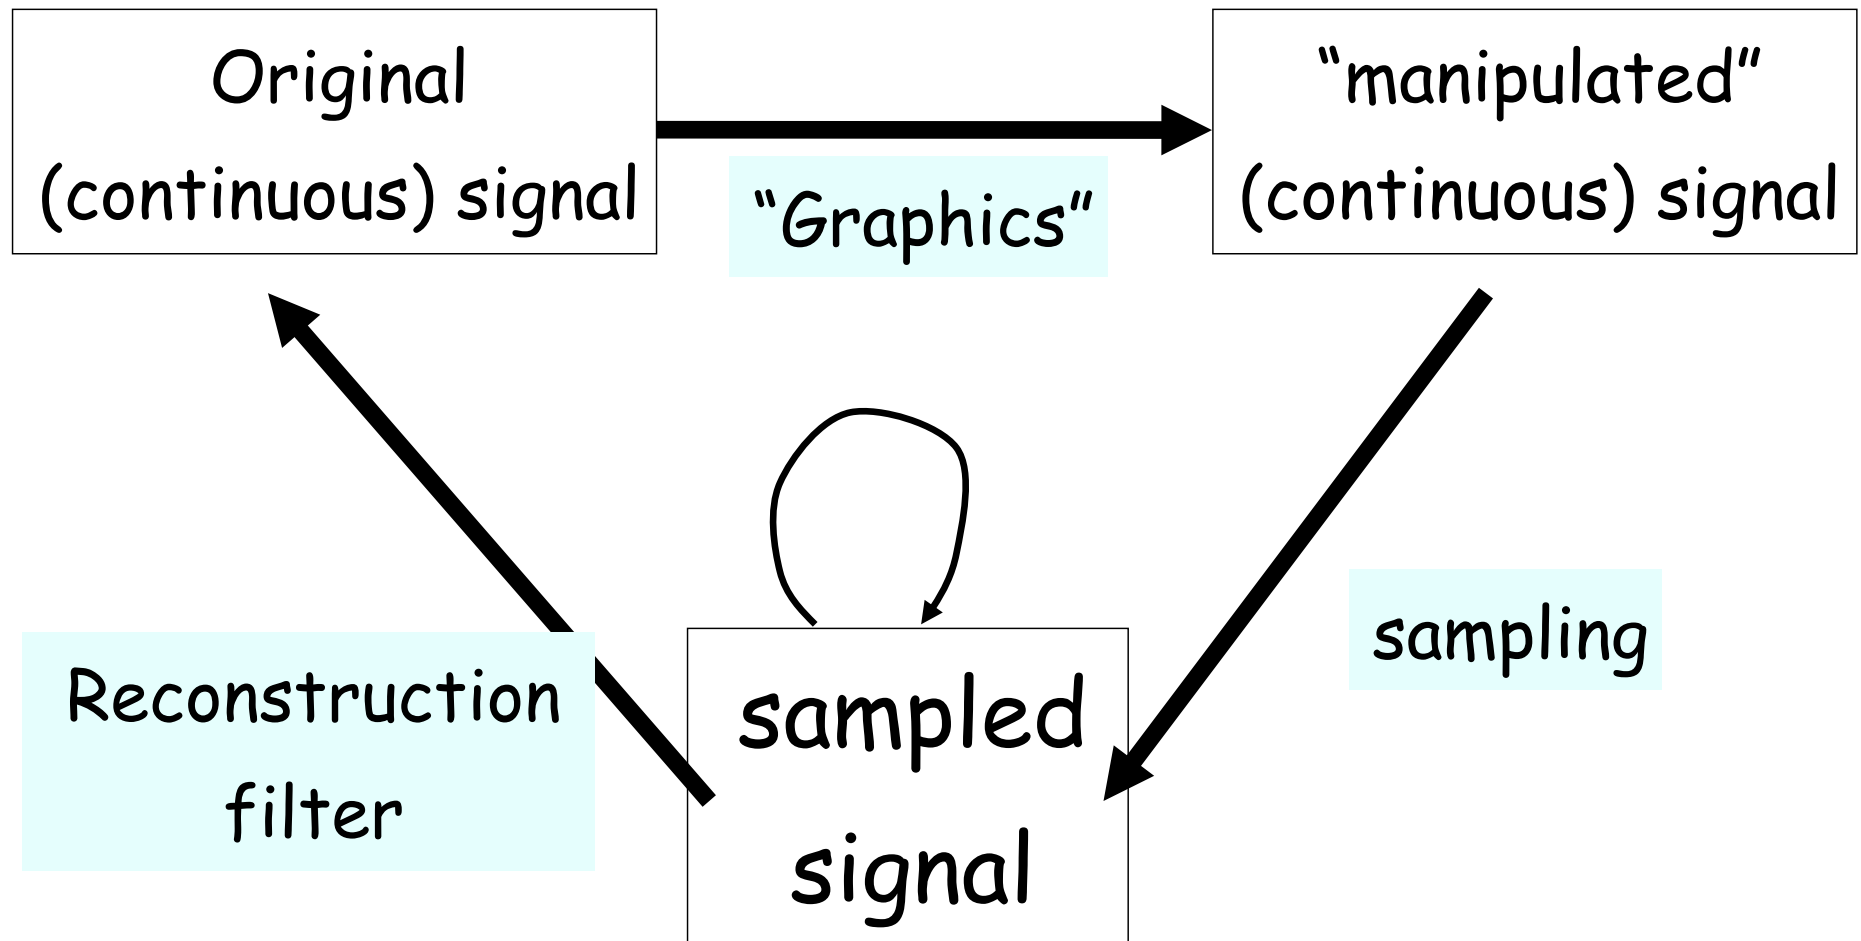 Original
(continuous) signal
“manipulated”
(continuous) signal
“Graphics”
sampling
Reconstruction
filter
sampled
signal